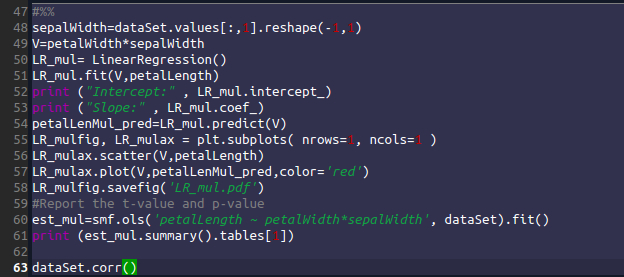 47 #%%
48 sepalWidth=dataSet.values[:,1].reshape(-1,1)
49 V=petalWidth*sepalWidth
50 LR_mul= LinearRegression()
51 LR_mul.fit(V,petalLength)
52 print ("Intercept:" , LR_mul.intercept_)
53 print ("Slope:" , LR_mul.coef_)
54 petalLenMul_pred=LR_mul.predict(V)
55 LR_mulfig, LR_mulax = plt.subplots( nrows=1, ncols=1 )
56 LR_mulax.scatter(V,petalLength)
57 LR_mulax.plot(V,petalLenMul_pred,color='red')
58 LR_mulfig.savefig('LR_mul.pdf')
59 #Report the t-value and p-value
60 est_mul=smf.ols('petalLength ~ petalWidth*sepalWidth', dataSet).fit()
61 print (est_mul.summary().tables[1])
62
63 dataSet.corr()